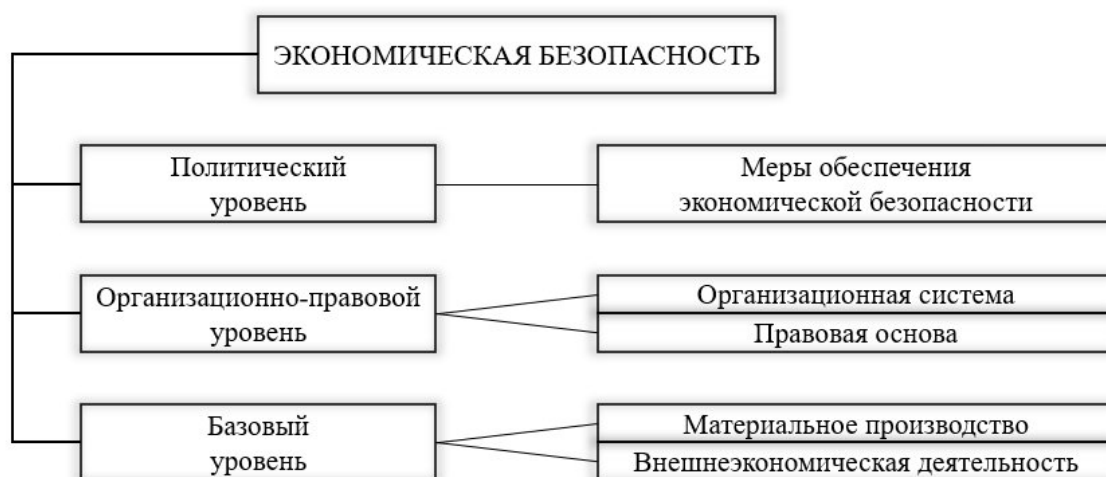 ЭКОНОМИЧЕСКАЯ БЕЗОПАСНОСТЬ
Политический
уровень
Меры обеспечения
экономической безопасности
Организационно-правовой
уровень
Организационная система
Правовая основа
Базовый
уровень
Материальное производство
Внешнеэкономическая деятельность